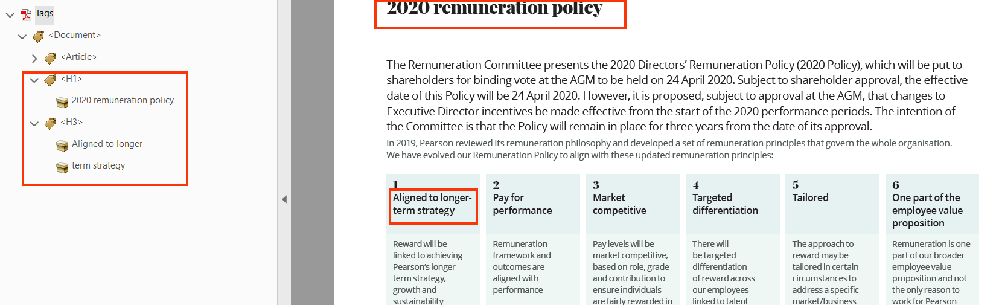 Tags
<Document>
<Article>
<H1>
2020 remuneration policy
<H3>
Aligned to longer-
term strategy
2020 remuneration policy
The Remuneration Committee presents the 2020 Directors’ Remuneration Policy (2020 Policy), which will be put to
shareholders for binding vote at the AGM to be held on 24 April 2020. Subject to shareholder approval, the effective
date of this Policy will be 24 April 2020. However, it is proposed, subject to approval at the AGM, that changes to
Executive Director incentives be made effective from the start of the 2020 performance periods. The intention of
the Committee is that the Policy will remain in place for three years from the date of its approval.
In 2019, Pearson reviewed its remuneration philosophy and developed a set of remuneration principles that govern the whole organisation.
We have evolved our Remuneration Policy to align with these updated remuneration principles:
1
Aligned to longer-
term strategy
Reward will be
linked to achieving
Pearson’s longer-
term strategy,
growth and
sustainability
2
Pay for
performance
Remuneration
framework and
outcomes are
aligned with
performance
3
Market
competitive
Pay levels will be
market competitive,
based on role, grade
and contribution to
ensure individuals
are fairly rewarded in
4
Targeted
differentiation
There will
be targeted
differentiation
of reward across
our employees
linked to talent
5
Tailored
The approach to
reward may be
tailored in certain
circumstances to
address a specific
market/business
6
One part of the
employee value
proposition
Remuneration is one
part of our broader
employee value
proposition and not
the only reason to
work for Pearson